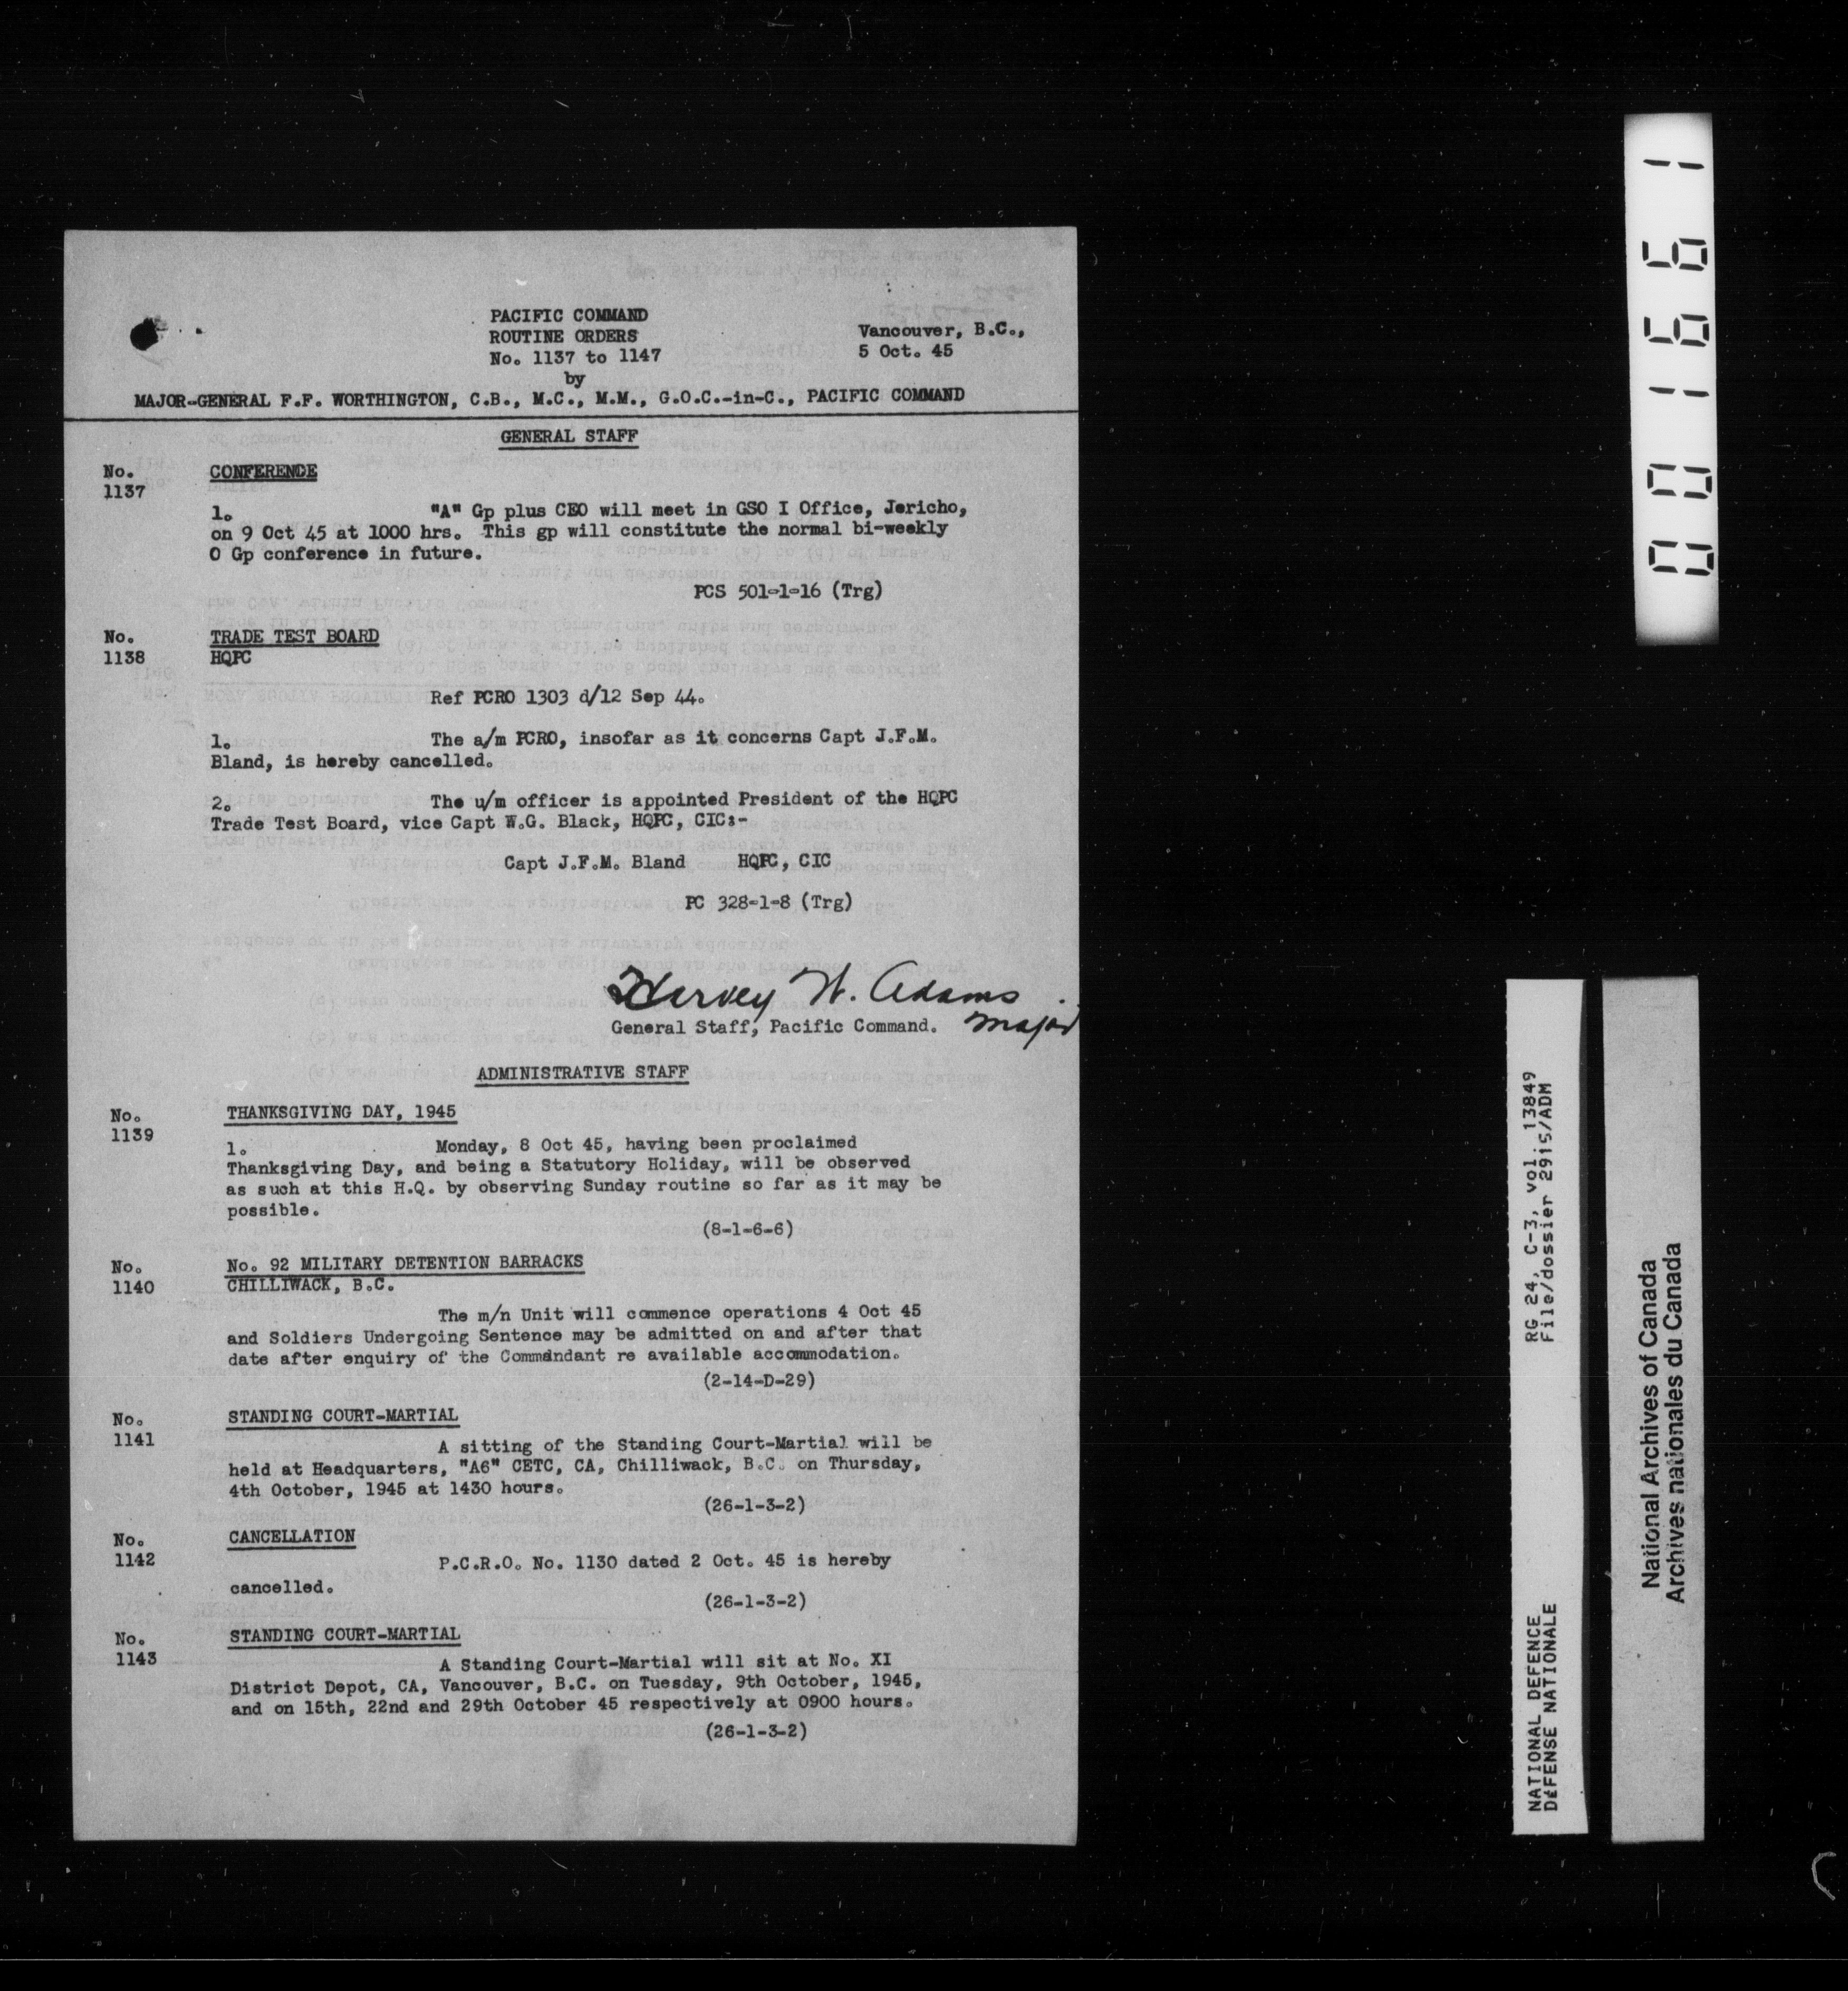 PACIFIC COMMAND
ROUTINE ORDERS
No. 1137 to 1147
Vancouver, B.C.,
5 Oct. 45
by
MAJOR-GENERAL F.F. WORTHINGTON, C.B., M.C., M.M., G.O.C.-in-C., PACIFIC COMMAND
GENERAL STAFF
No. CONFERENCE
1137
1. "A" Gp plus CEO will meet in GSO I Office, Jericho,
on 9 Oct 45 at 1000 hrs. This gp will constitute the normal bi-weekly
O Gp conference in future.
PCS 501-1-16 (Trg)
No. TRADE TEST BOARD
1138 HQPC
Ref PCRO 1303 d/12 Sep 44.
1. The a/m PCRO, insofar as it concerns Capt J.F.M.
Bland, is hereby cancelled.
2. The u/m officer is appointed President of the HQPC
Trade Test Board, vice Capt W.G. Black, HQPC, CIC:-
Capt J.F.M. Bland HQPC, CIC
PC 328-1-8 (Trg)
Harvey W. Adams
General Staff, Pacific Command. Major
ADMINISTRATIVE STAFF
No. THANKSGIVING DAY, 1945
1139
1. Monday, 8 Oct 45, having been proclaimed
Thanksgiving Day, and being a Statutory Holiday, will be observed
as such at this H.Q. by observing Sunday routine so far as it may be
possible.
(8-1-6-6)
No. No. 92 MILITARY DETENTION BARRACKS
1140 CHILLIWACK, B.C.
The m/n Unit will commence operations 4 Oct 45
and Soldiers Undergoing Sentence may be admitted on and after that
date after enquiry of the Commandant re available accommodation.
(2-14-D-29)
No. STANDING COURT-MARTIAL
1141
A sitting of the Standing Court-Martial will be
held at Headquarters, "A6" CETC, CA, Chilliwack, B.C. on Thursday,
4th October, 1945 at 1430 hours.
(26-1-3-2)
No. CANCELLATION
1142 P.C.R.O. No. 1130 dated 2 Oct. 45 is hereby
cancelled.
(26-1-3-2)
No. STANDING COURT-MARTIAL
1143
A Standing Court-Martial will sit at No. XI
District Depot, CA, Vancouver, B.C. on Tuesday, 9th October, 1945,
and on 15th, 22nd and 29th October 45 respectively at 0900 hours.
(26-1-3-2)
001661
NATIONAL DEFENCE RG 24, C-3, vol. 13849
DÉFENSE NATIONALE File/dossier 2915/ADM
National Archives of Canada
Archives nationales du Canada